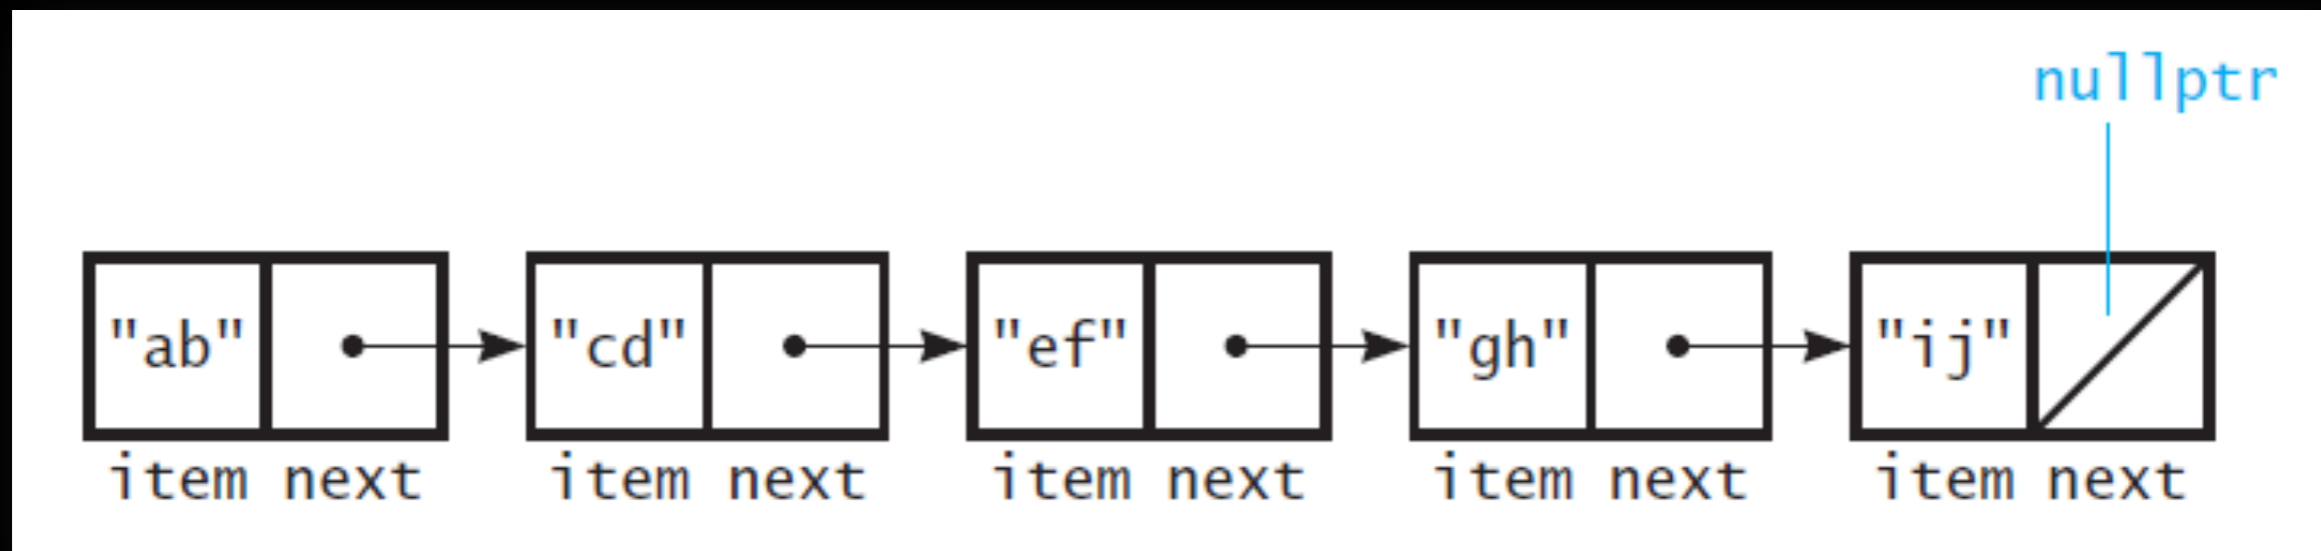 nullptr
"ab" "cd" "ef" "gh" "ij"
item next item next item next item next item next